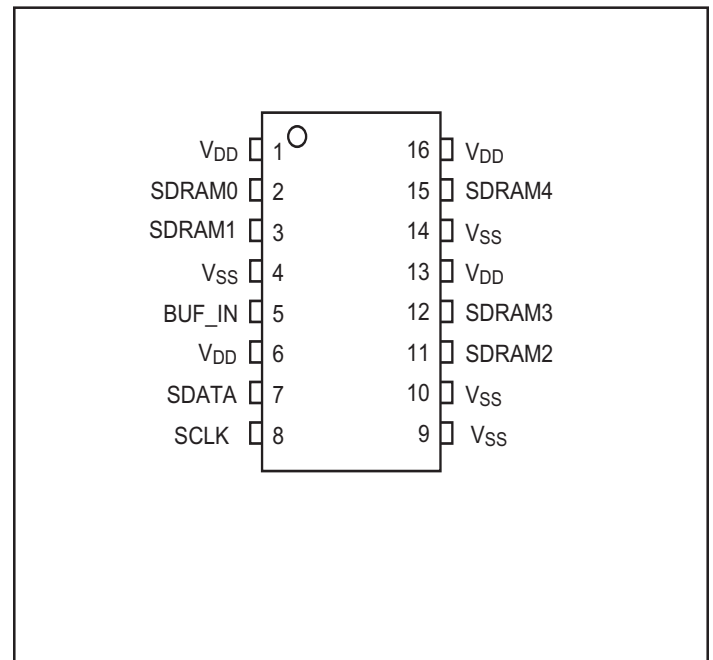 VDD 1 16 VDD
SDRAM0 2 15 SDRAM4
SDRAM1 3 14 VSS
VSS 4 13 VDD
BUF_IN 5 12 SDRAM3
VDD 6 11 SDRAM2
SDATA 7 10 VSS
SCLK 8 9 VSS